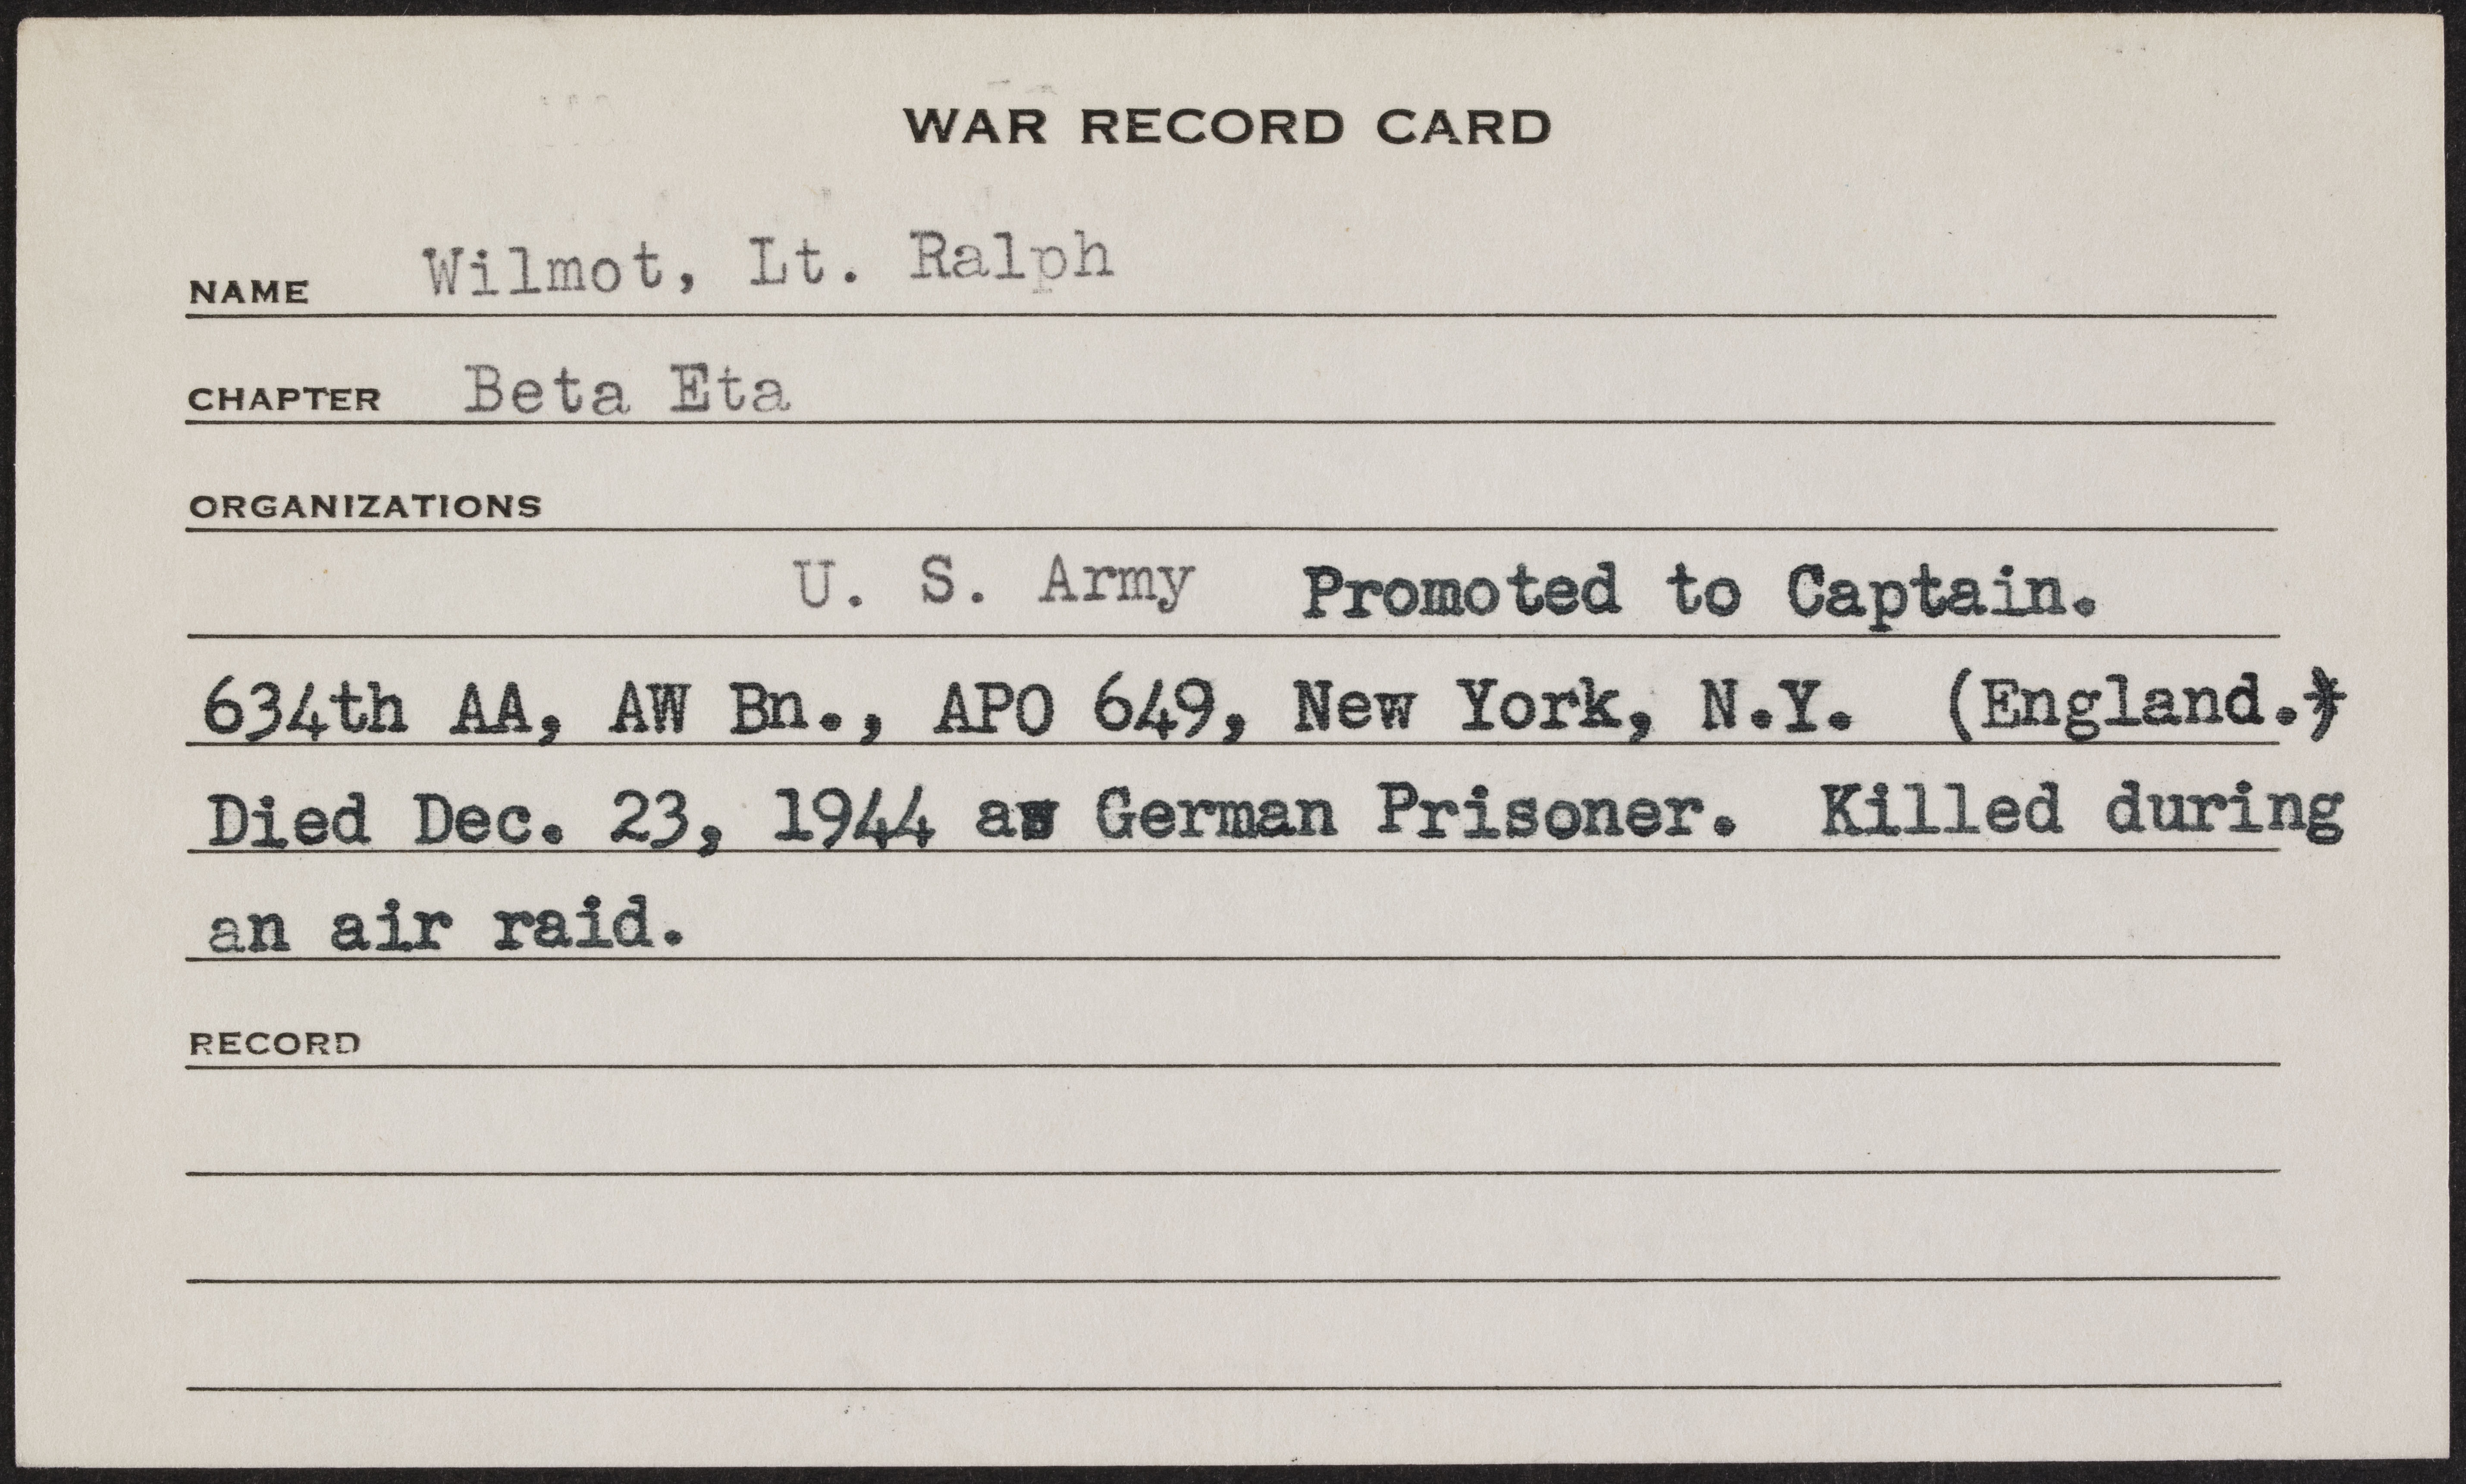 WAR RECORD CARD
NAME Wilmot, Lt. Ralph
CHAPTER Beta Eta
ORGANIZATIONS
U. S. Army Promoted to Captain.
634th AA, AW Bn., APO 649, New York, N.Y. (England.)
Died Dec. 23, 1944 as German Prisoner. Killed during
an air raid.
RECORD